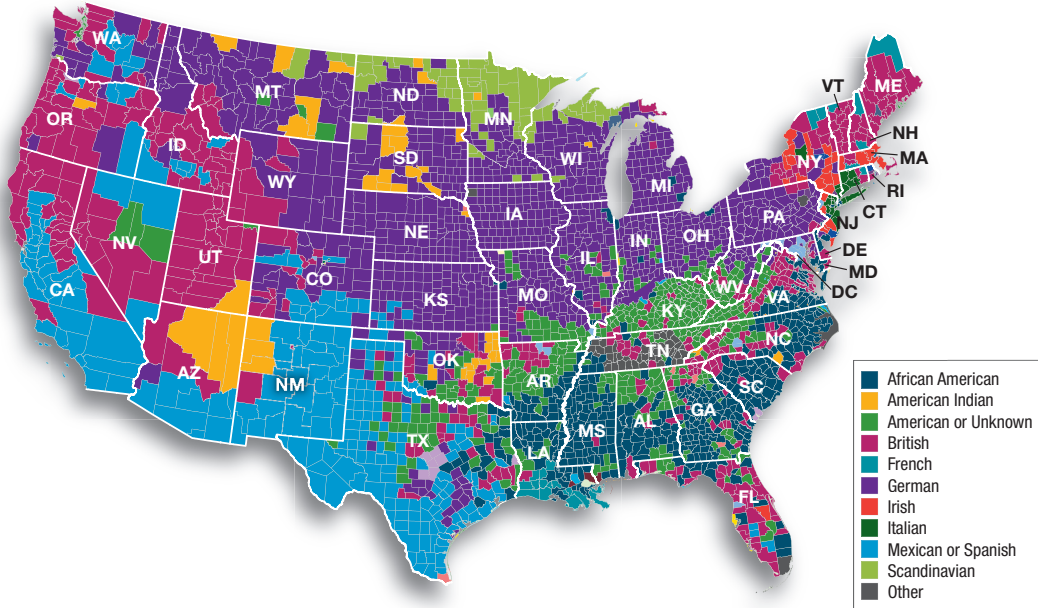 WA
MT
ND
MN
ME
VT
OR
ID
SD
WI
NH
NY
MA
WY
MI
RI
IA
PA
CT
NE
NJ
NV
UT
CO
IL
IN
OH
DE
MD
CA
KS
MO
WV
VA
DC
KY
NC
AZ
NM
OK
TN
AR
SC
TX
MS
AL
GA
LA
FL
African American
American Indian
American or Unknown
British
French
German
Irish
Italian
Mexican or Spanish
Scandinavian
Other